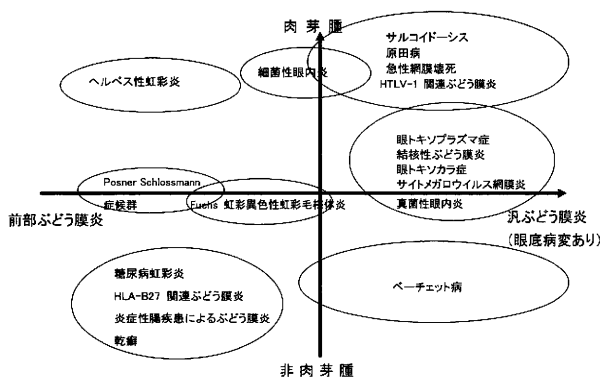 肉芽腫
サルコイドーシス
原田病
急性網膜壊死
HTLV-1 関連ぶどう膜炎
細菌性眼内炎
ヘルペス性虹彩炎
眼トキソプラズマ症
結核性ぶどう膜炎
眼トキソカラ症
サイトメガロウイルス網膜炎
真菌性眼内炎
Posner Schlossmann
症候群
Fuchs 虹彩異色性虹彩毛様体炎
前部ぶどう膜炎
汎ぶどう膜炎
(眼底病変あり)
糖尿病虹彩炎
HLA-B27 関連ぶどう膜炎
炎症性腸疾患によるぶどう膜炎
乾癬
ベーチェット病
非肉芽腫